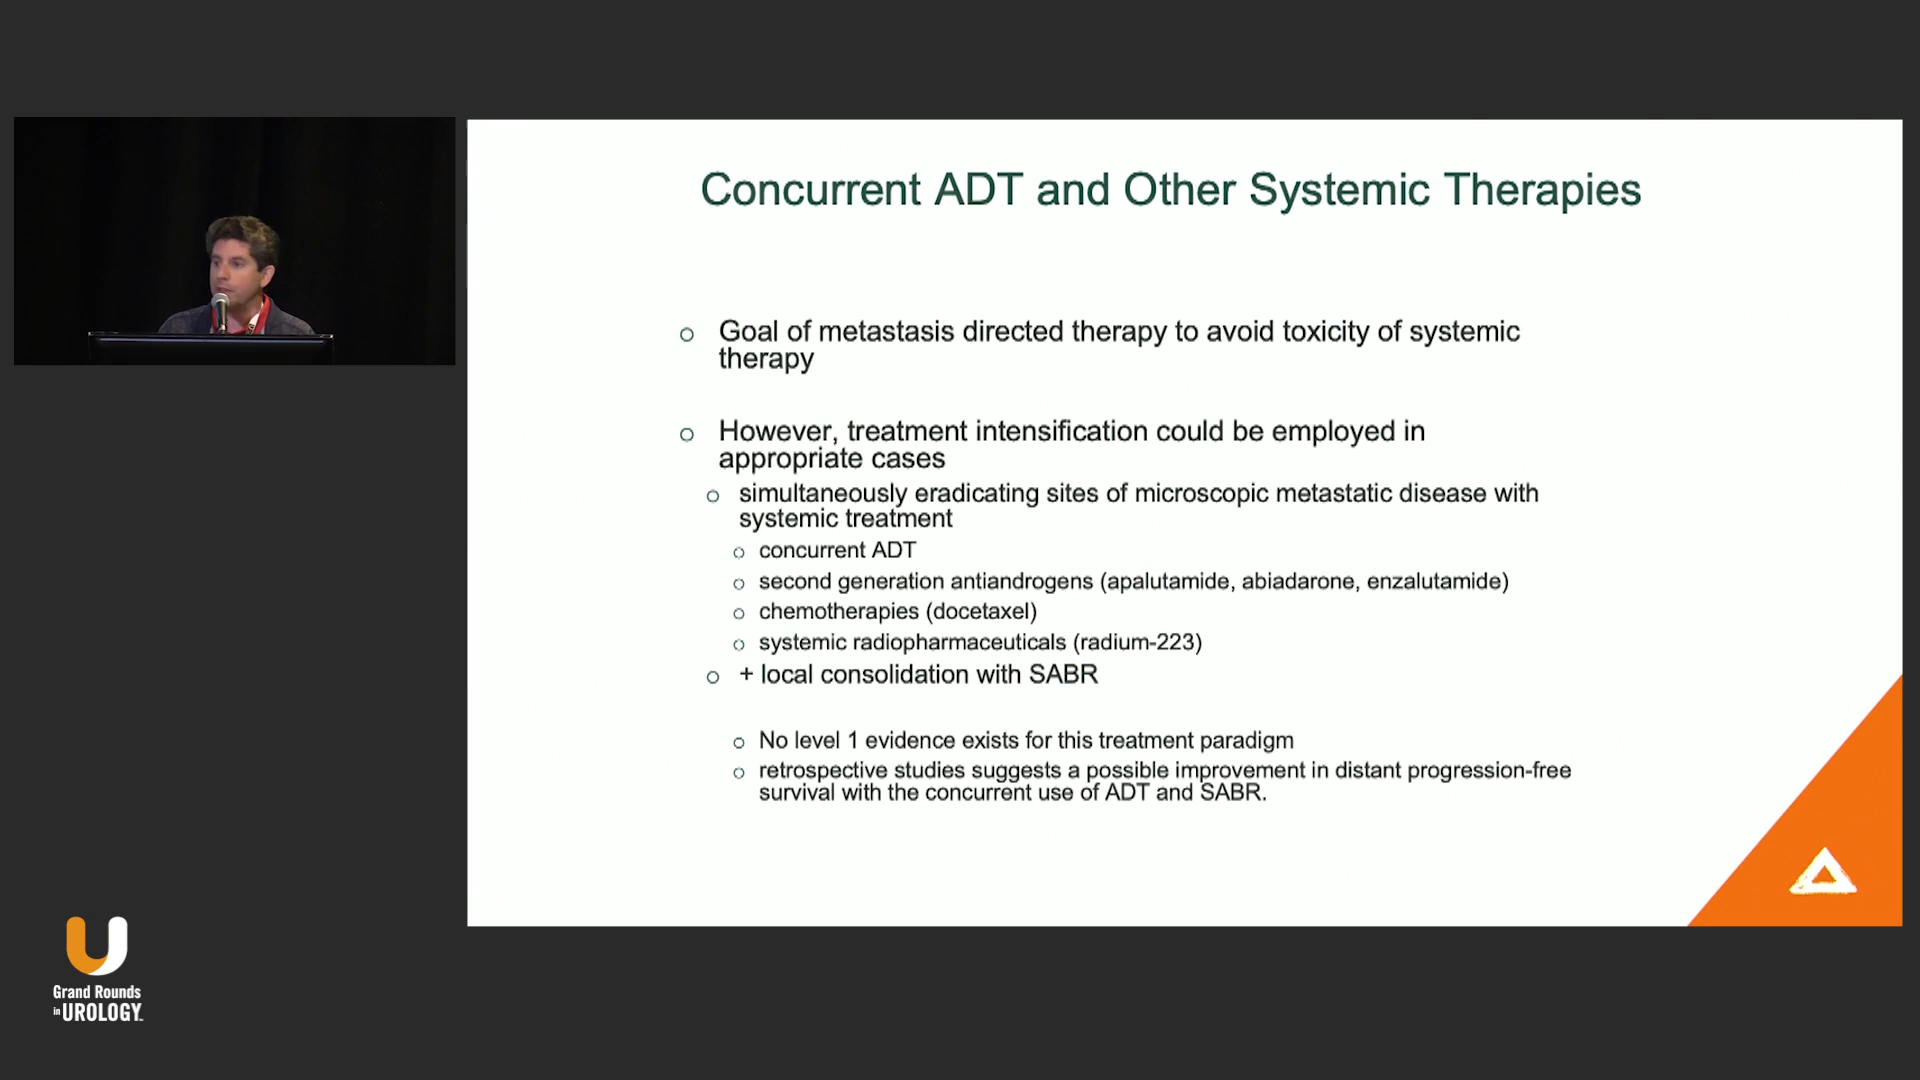 Concurrent ADT and Other Systemic Therapies
Goal of metastasis directed therapy to avoid toxicity of systemic
therapy
However, treatment intensification could be employed in
appropriate cases
simultaneously eradicating sites of microscopic metastatic disease with
systemic treatment
concurrent ADT
second generation antiandrogens (apalutamide, abiadarone, enzalutamide)
chemotherapies (docetaxel)
systemic radiopharmaceuticals (radium-223)
+ local consolidation with SABR
No level 1 evidence exists for this treatment paradigm
retrospective studies suggests a possible improvement in distant progression-free
survival with the concurrent use of ADT and SABR.
Grand Rounds
in UROLOGY